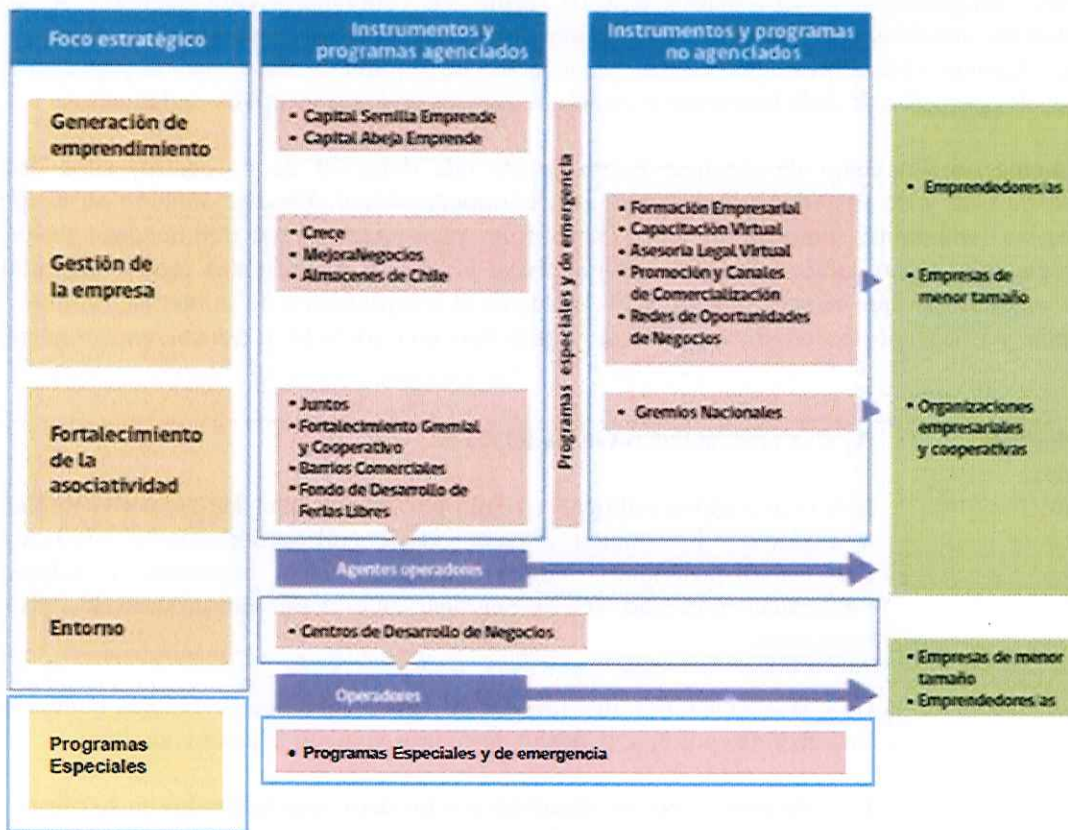 Foco estratégico
Instrumentos y
programas agenciados
Instrumentos y programas
no agenciados
Generación de
emprendimiento
• Capital Semilla Emprende
• Capital Abeja Emprende
Gestión de
la empresa
• Crece
• MejoraNegocios
• Almacenes de Chile
Fortalecimiento
de la
asociatividad
• Juntos
• Fortalecimiento Gremial
y Cooperativo
• Barrios Comerciales
• Fondo de Desarrollo de
Ferias Libres
Programas especiales y de emergencia
• Formación Empresarial
• Capacitación Virtual
• Asesoría Legal Virtual
• Promoción y Canales
de Comercialización
• Redes de Oportunidades
de Negocios
• Gremios Nacionales
• Emprendedores/as
• Empresas de
menor tamaño
• Organizaciones
empresariales
y cooperativas
Agentes operadores
Entorno
• Centros de Desarrollo de Negocios
Operadores
• Empresas de menor
tamaño
• Emprendedores/as
Programas
Especiales
• Programas Especiales y de emergencia